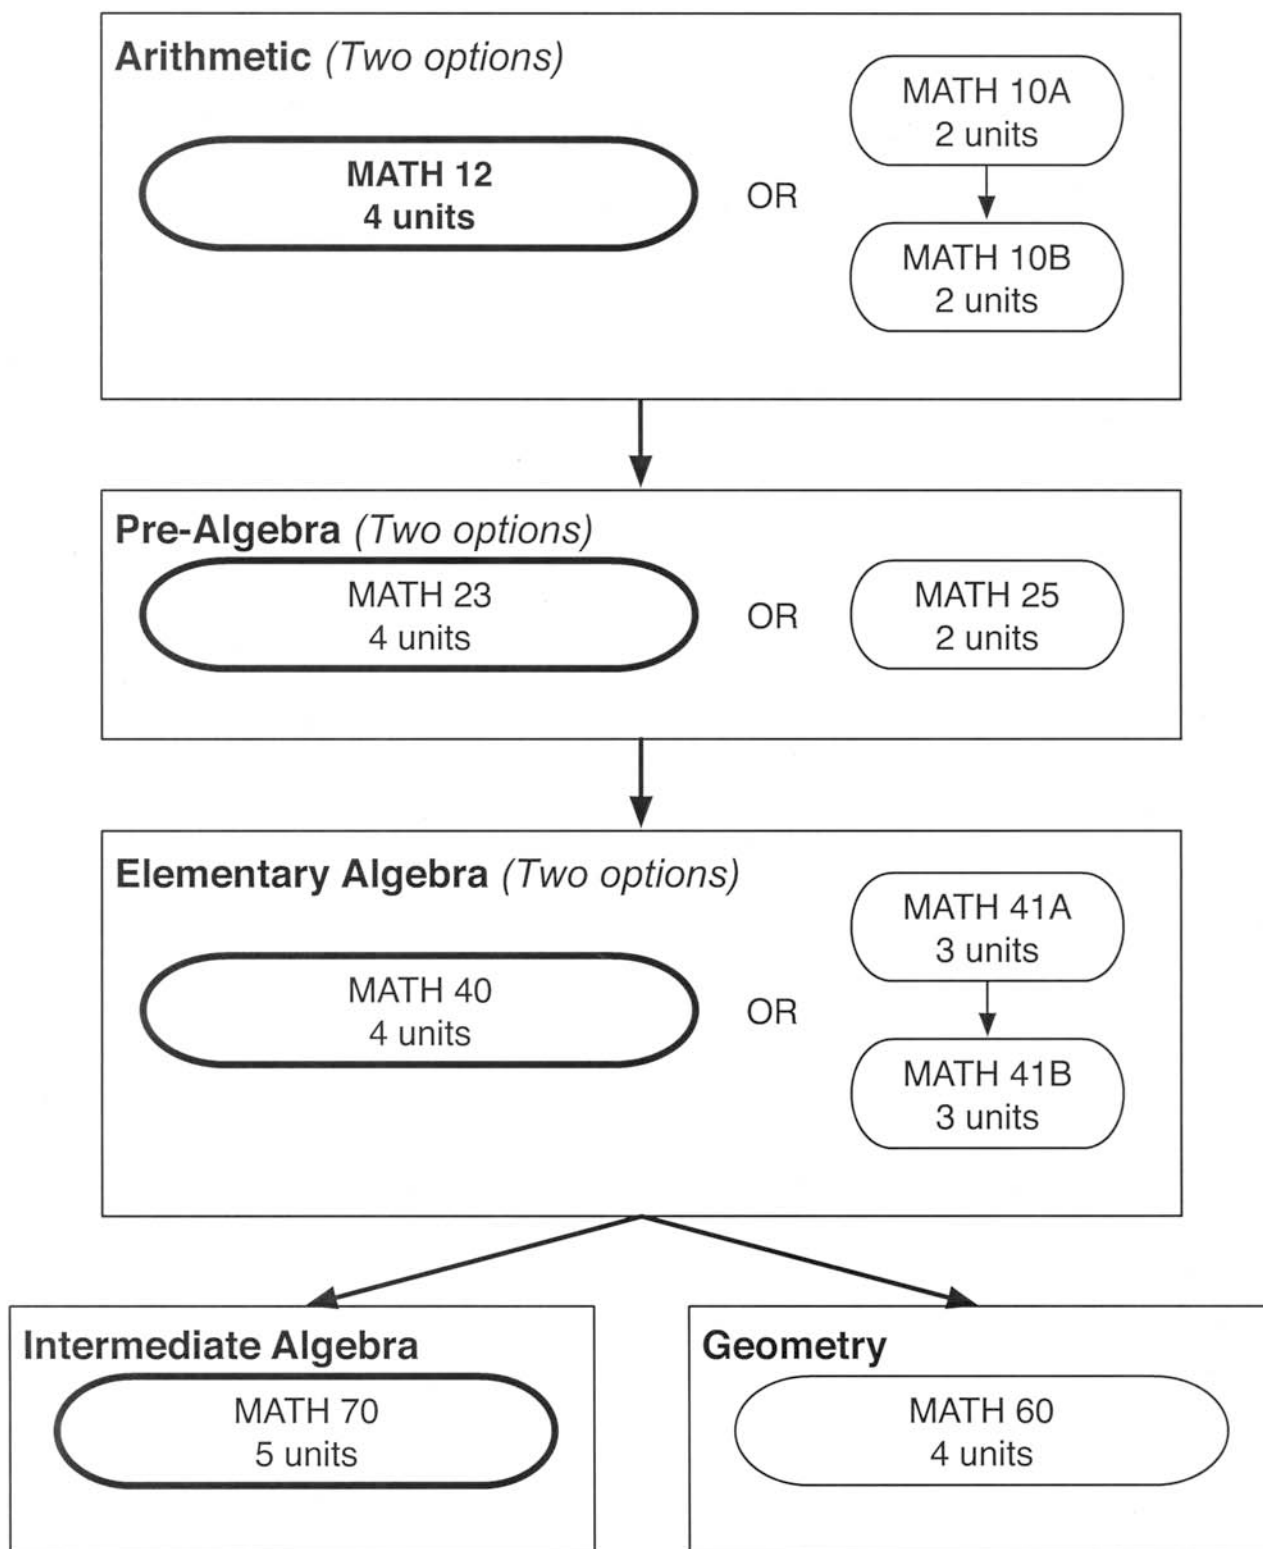 Arithmetic (Two options)
MATH 12
4 units
OR
MATH 10A
2 units
MATH 10B
2 units
Pre-Algebra (Two options)
MATH 23
4 units
OR
MATH 25
2 units
Elementary Algebra (Two options)
MATH 40
4 units
OR
MATH 41A
3 units
MATH 41B
3 units
Intermediate Algebra
MATH 70
5 units
Geometry
MATH 60
4 units